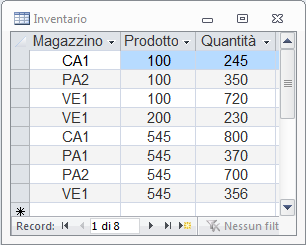 Inventario
Magazzino Prodotto Quantità
CA1 100 245
PA2 100 350
VE1 100 720
VE1 200 230
CA1 545 800
PA1 545 370
PA2 545 700
VE1 545 356
Record: 1 di 8 Nessun filt